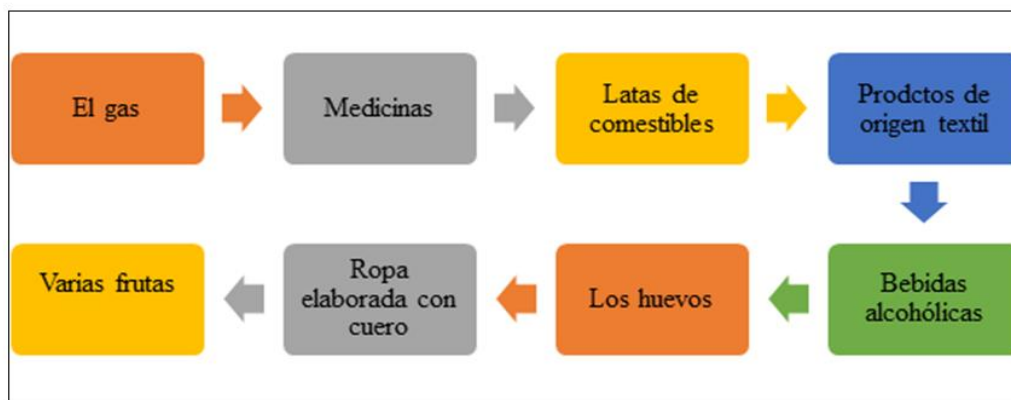 El gas
Medicinas
Latas de
comestibles
Prodctos de
origen textil
Bebidas
alcohólicas
Los huevos
Ropa
elaborada con
cuero
Varias frutas